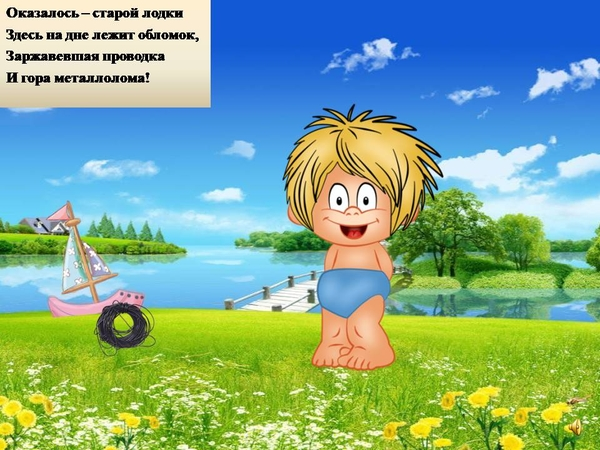 Оказалось – старой лодки
Здесь на дне лежит обломок,
Заржавевшая проводка
И гора металлолома!